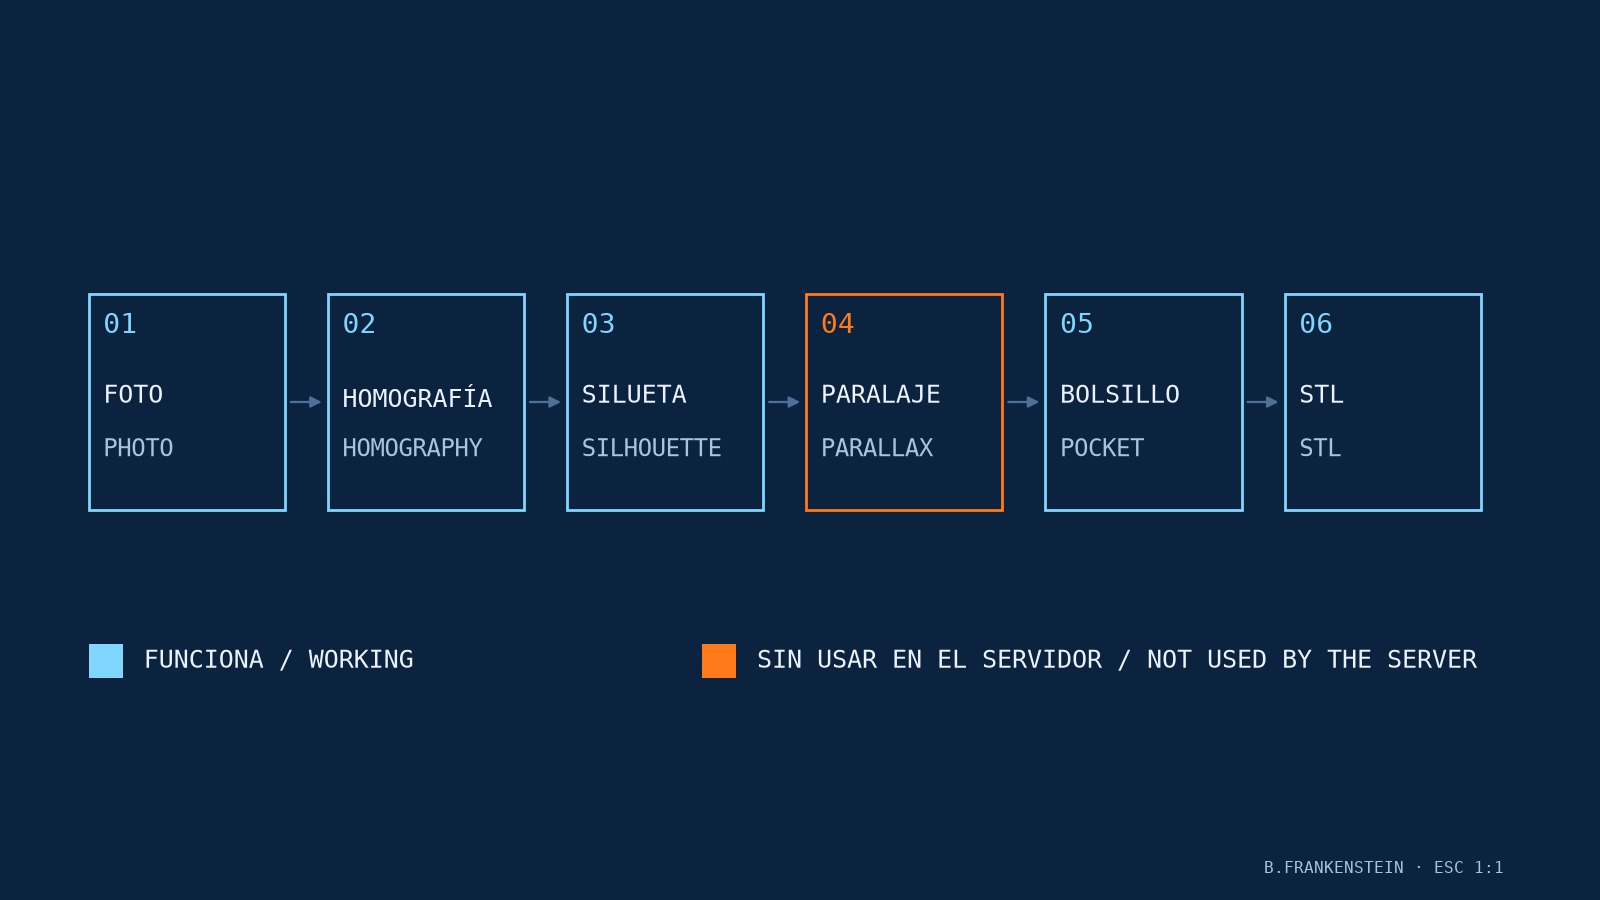 01
FOTO
PHOTO
02
HOMOGRAFÍA
HOMOGRAPHY
03
SILUETA
SILHOUETTE
04
PARALAJE
PARALLAX
05
BOLSILLO
POCKET
06
STL
STL
FUNCIONA / WORKING
SIN USAR EN EL SERVIDOR / NOT USED BY THE SERVER
B.FRANKENSTEIN · ESC 1:1